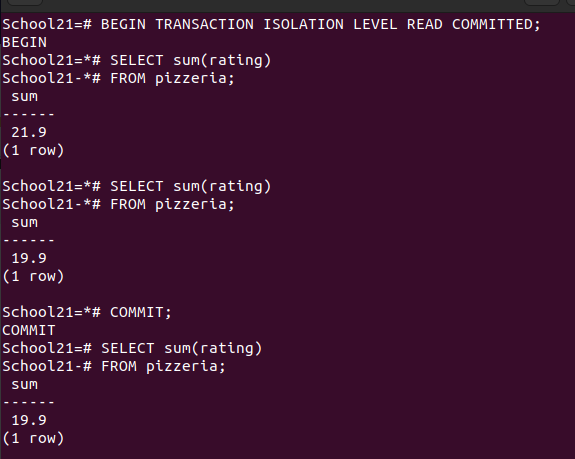 School21=# BEGIN TRANSACTION ISOLATION LEVEL READ COMMITTED;
BEGIN
School21=*# SELECT sum(rating)
School21-*# FROM pizzeria;
 sum
------
 21.9
(1 row)

School21=*# SELECT sum(rating)
School21-*# FROM pizzeria;
 sum
------
 19.9
(1 row)

School21=*# COMMIT;
COMMIT
School21=# SELECT sum(rating)
School21-# FROM pizzeria;
 sum
------
 19.9
(1 row)